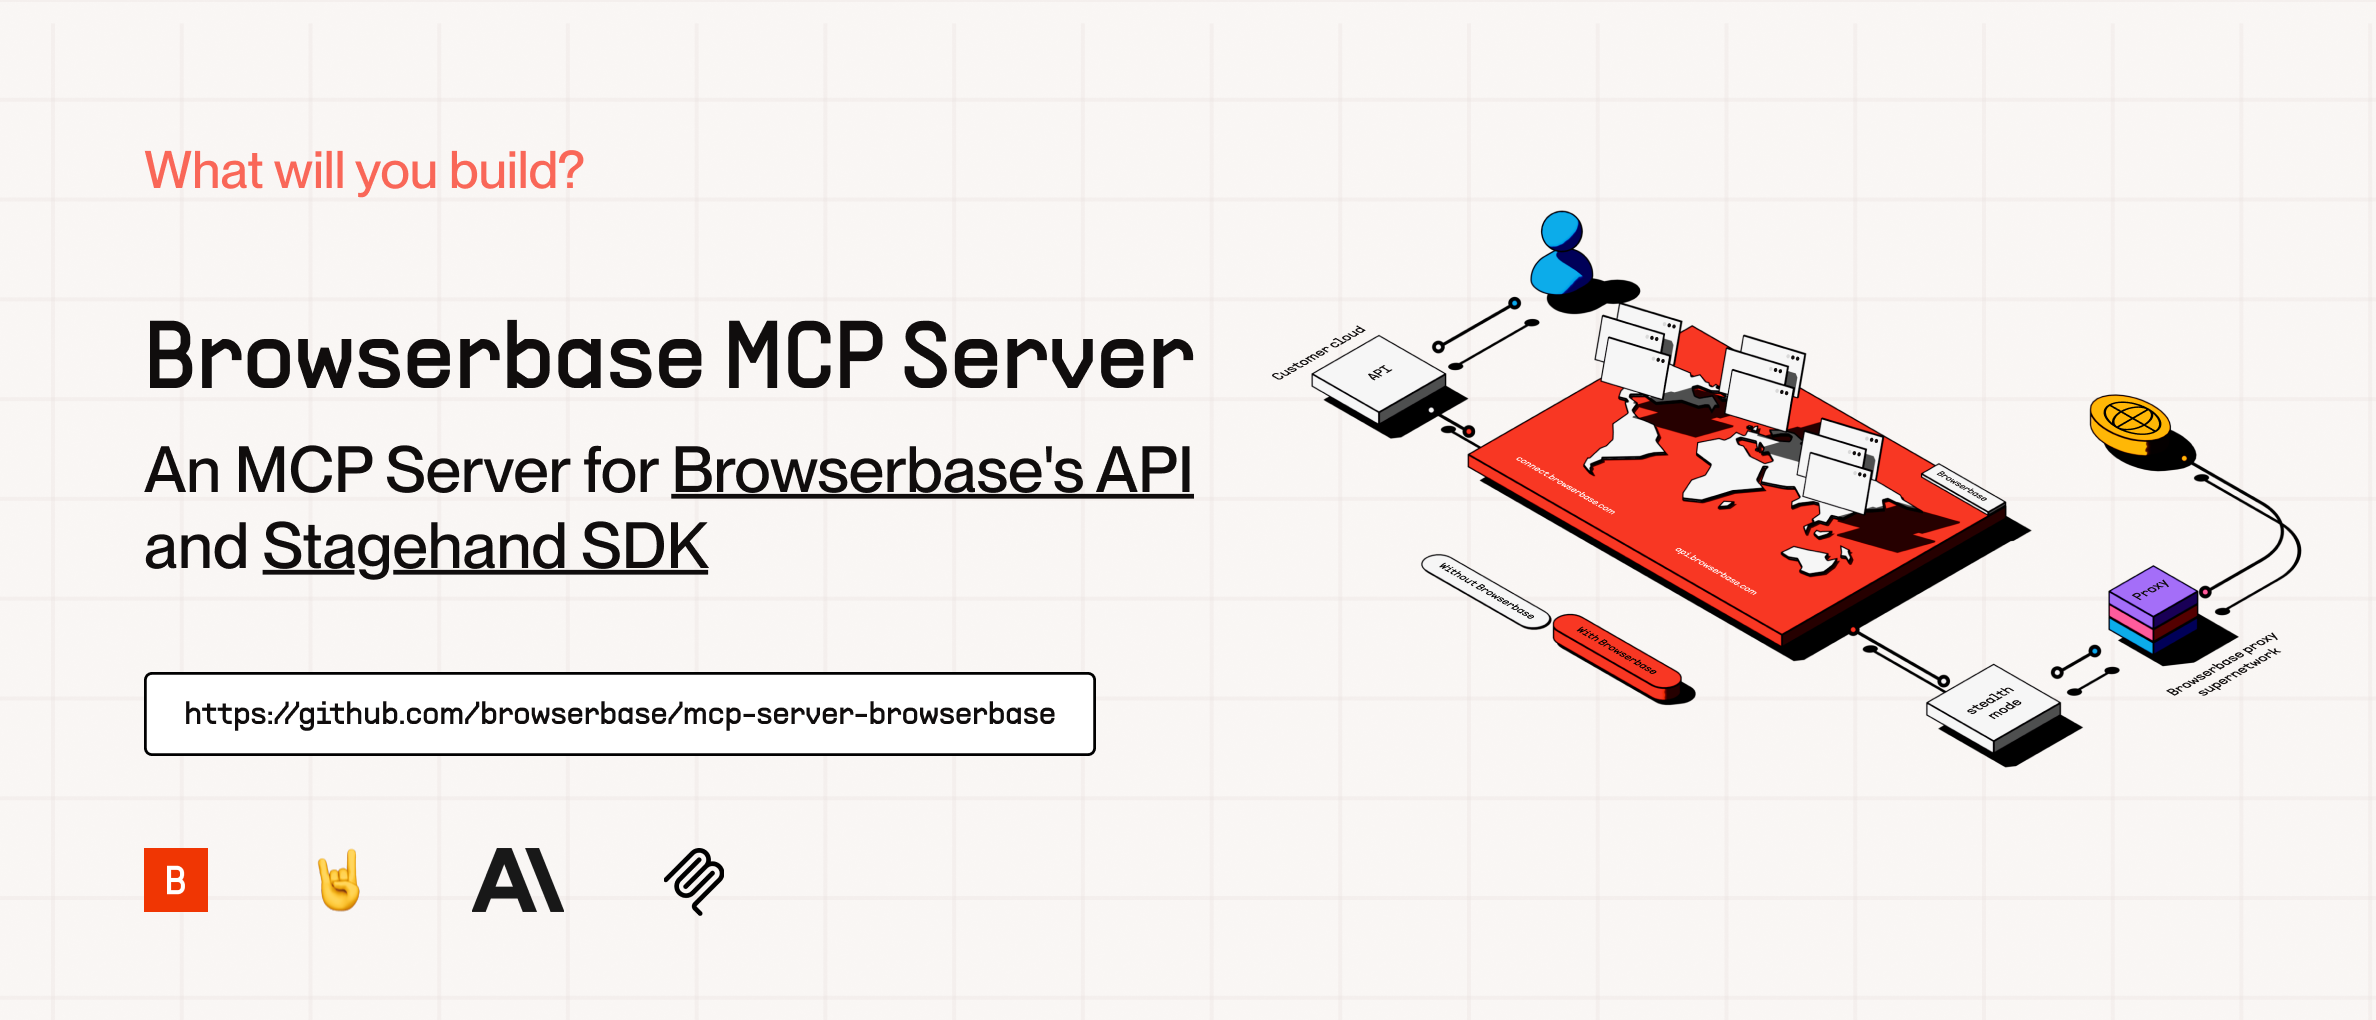 What will you build?
Browserbase MCP Server
An MCP Server for Browserbase's API
and Stagehand SDK
https://github.com/browserbase/mcp-server-browserbase
B
Customer cloud
API
connect.browserbase.com
api.browserbase.com
Browserbase
Without Browserbase
With Browserbase
Proxy
Browserbase proxy
supernetwork
stealth
mode